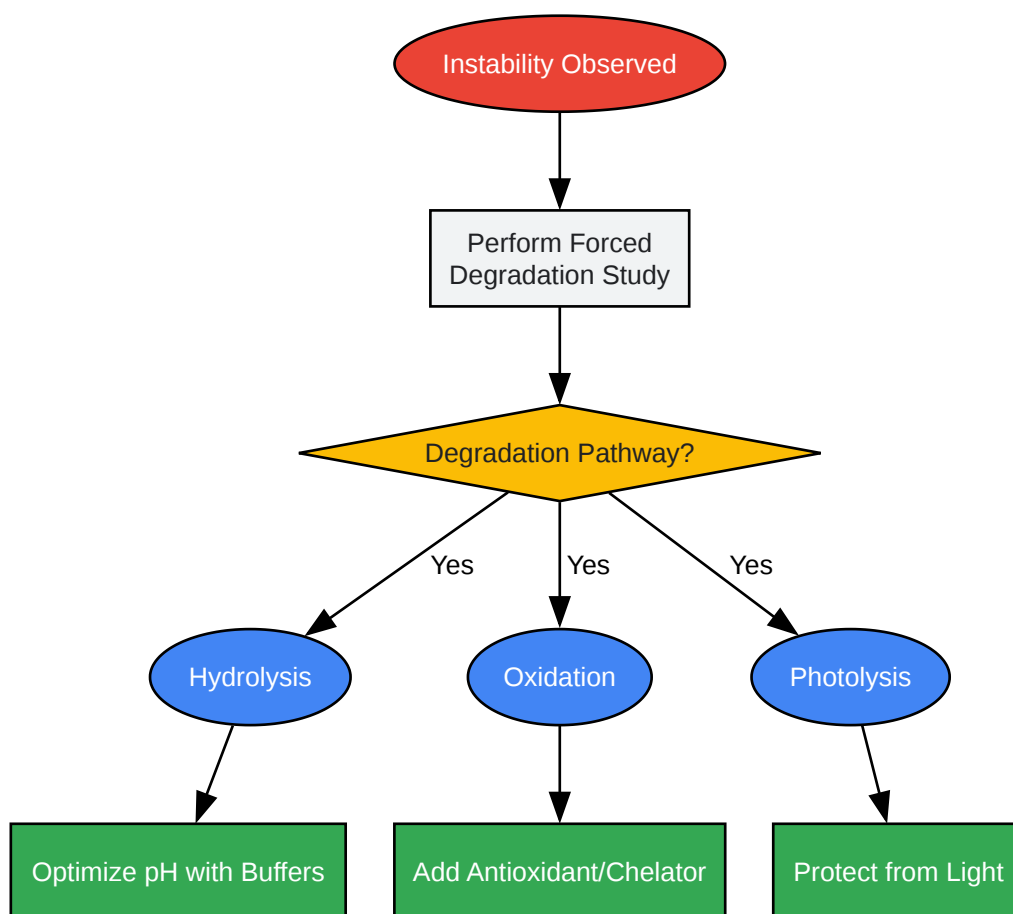 Instability Observed
Perform Forced
Degradation Study
Degradation Pathway?
Yes
Yes
Yes
Hydrolysis
Oxidation
Photolysis
Optimize pH with Buffers
Add Antioxidant/Chelator
Protect from Light